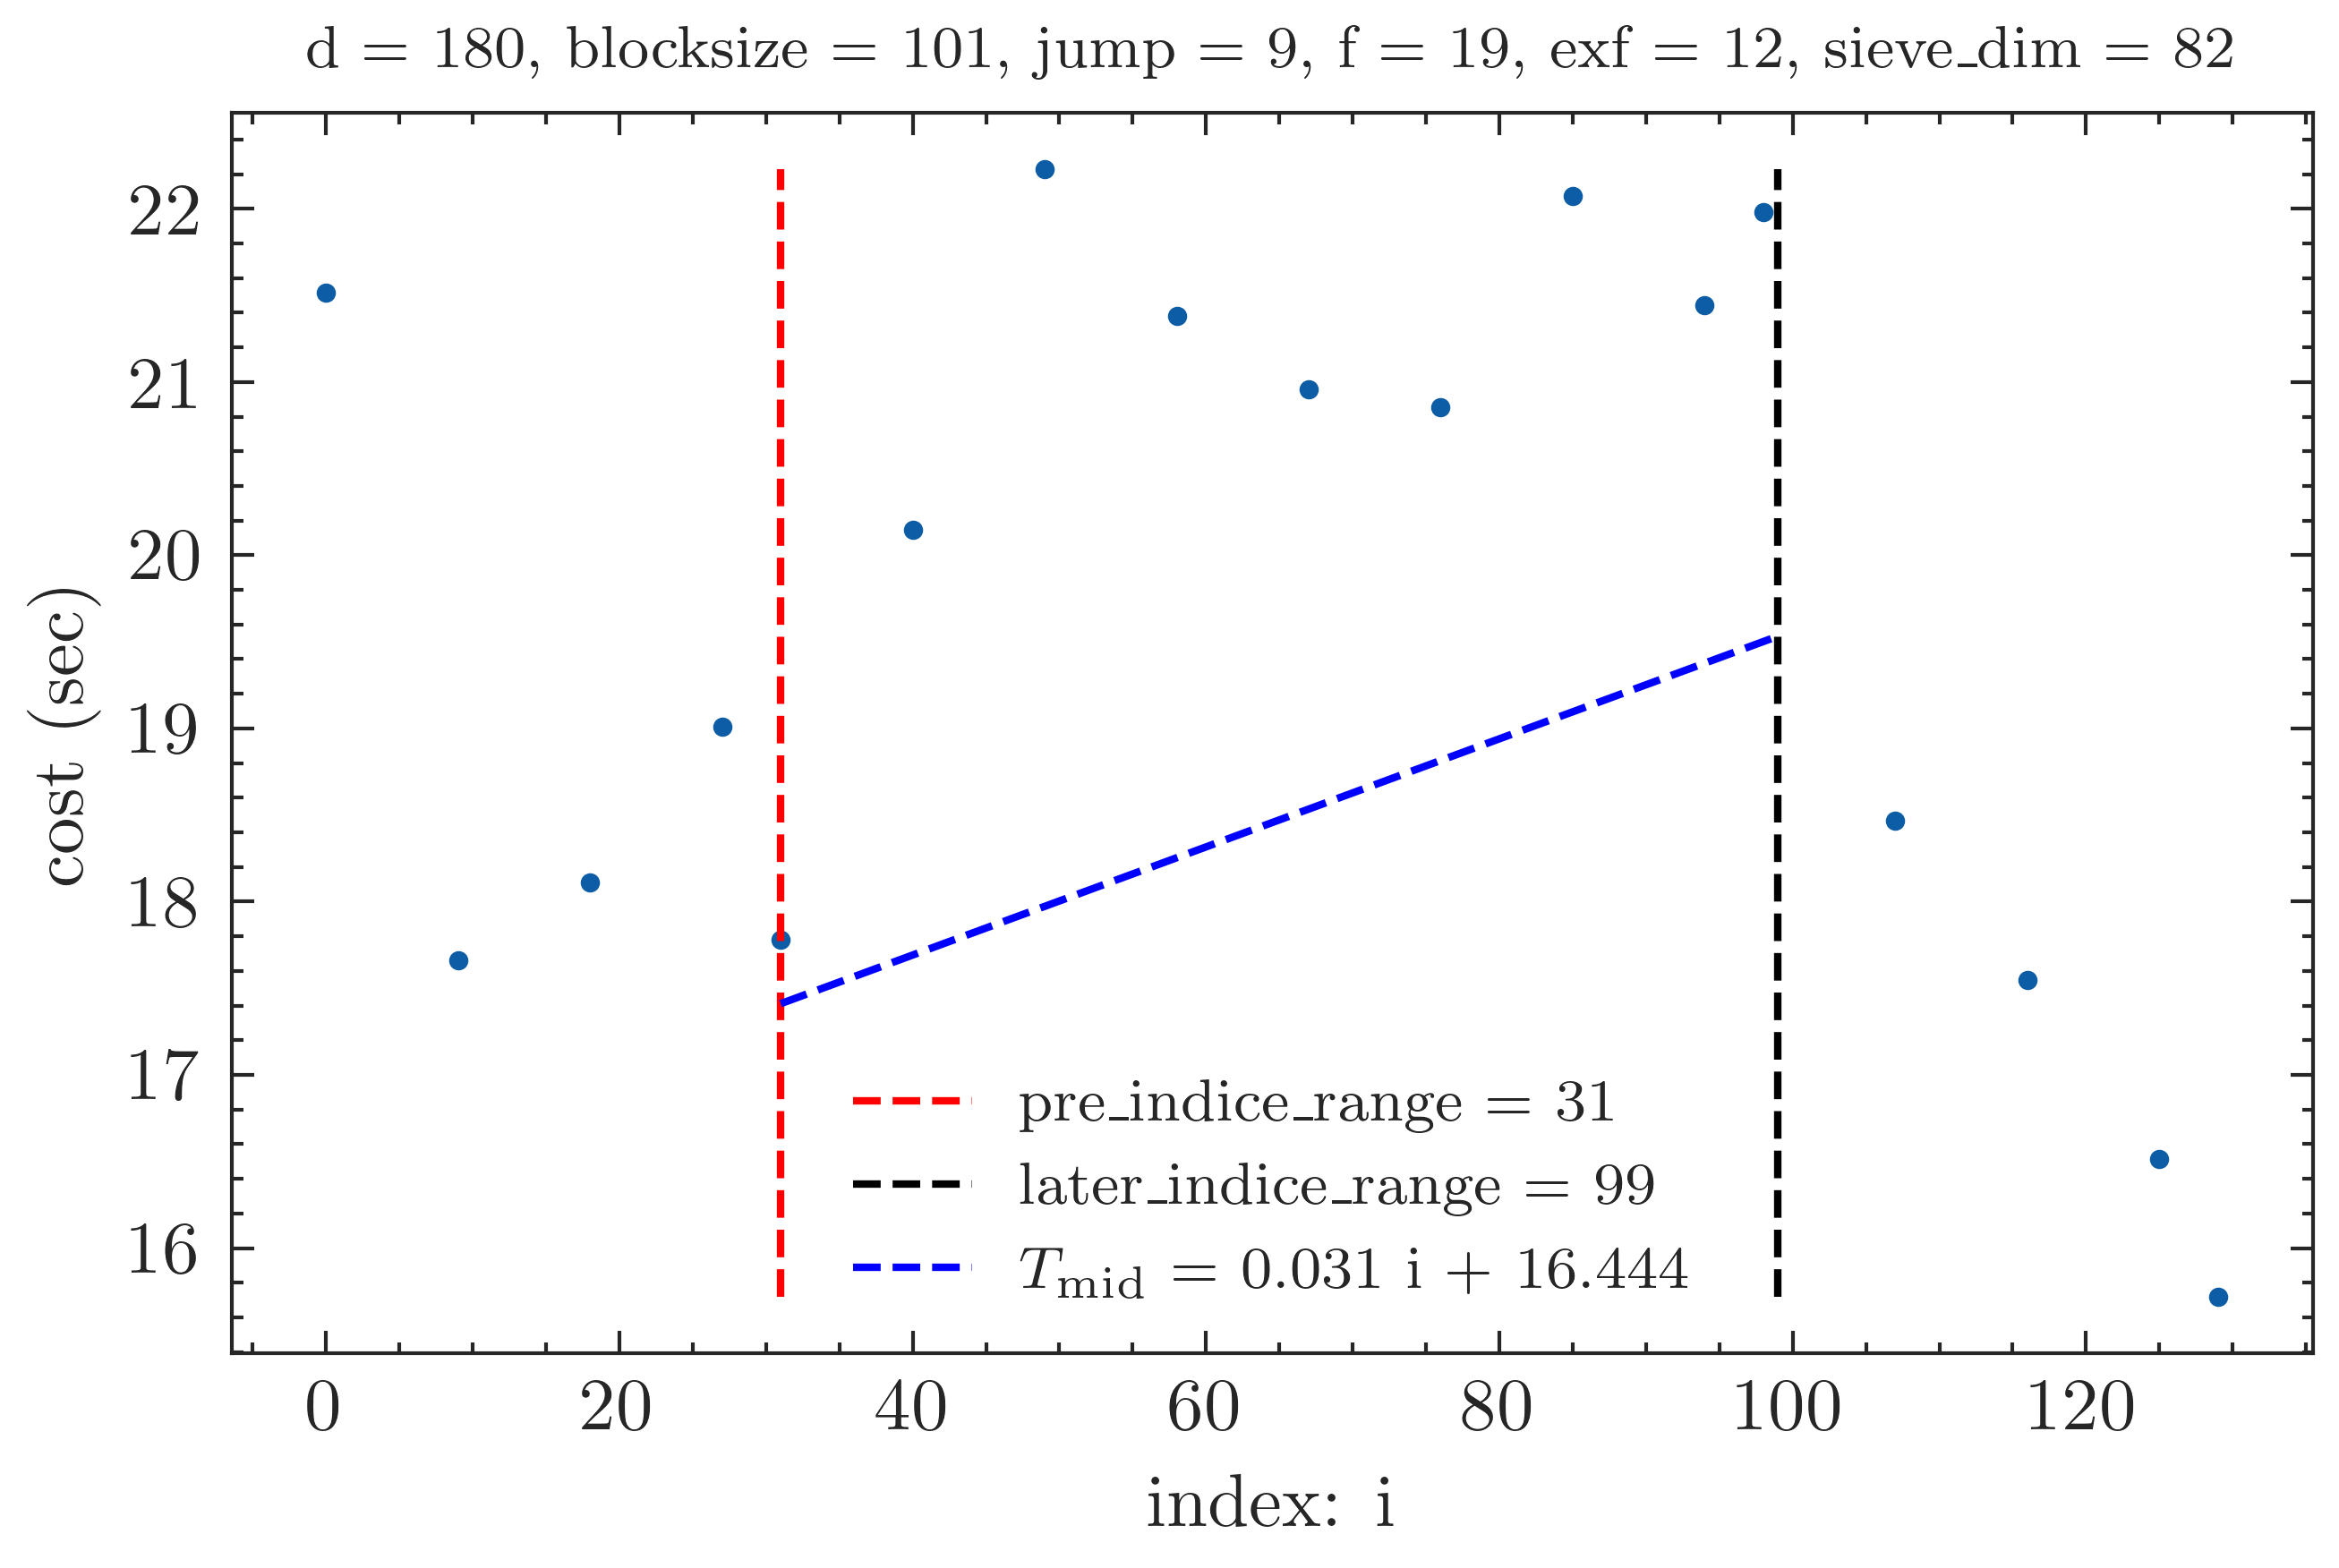 d = 180, blocksize = 101, jump = 9, f = 19, exf = 12, sieve_dim = 82
cost (sec)
22
21
20
19
18
17
16
pre_indice_range = 31
later_indice_range = 99
T_mid = 0.031 i + 16.444
0 20 40 60 80 100 120
index: i